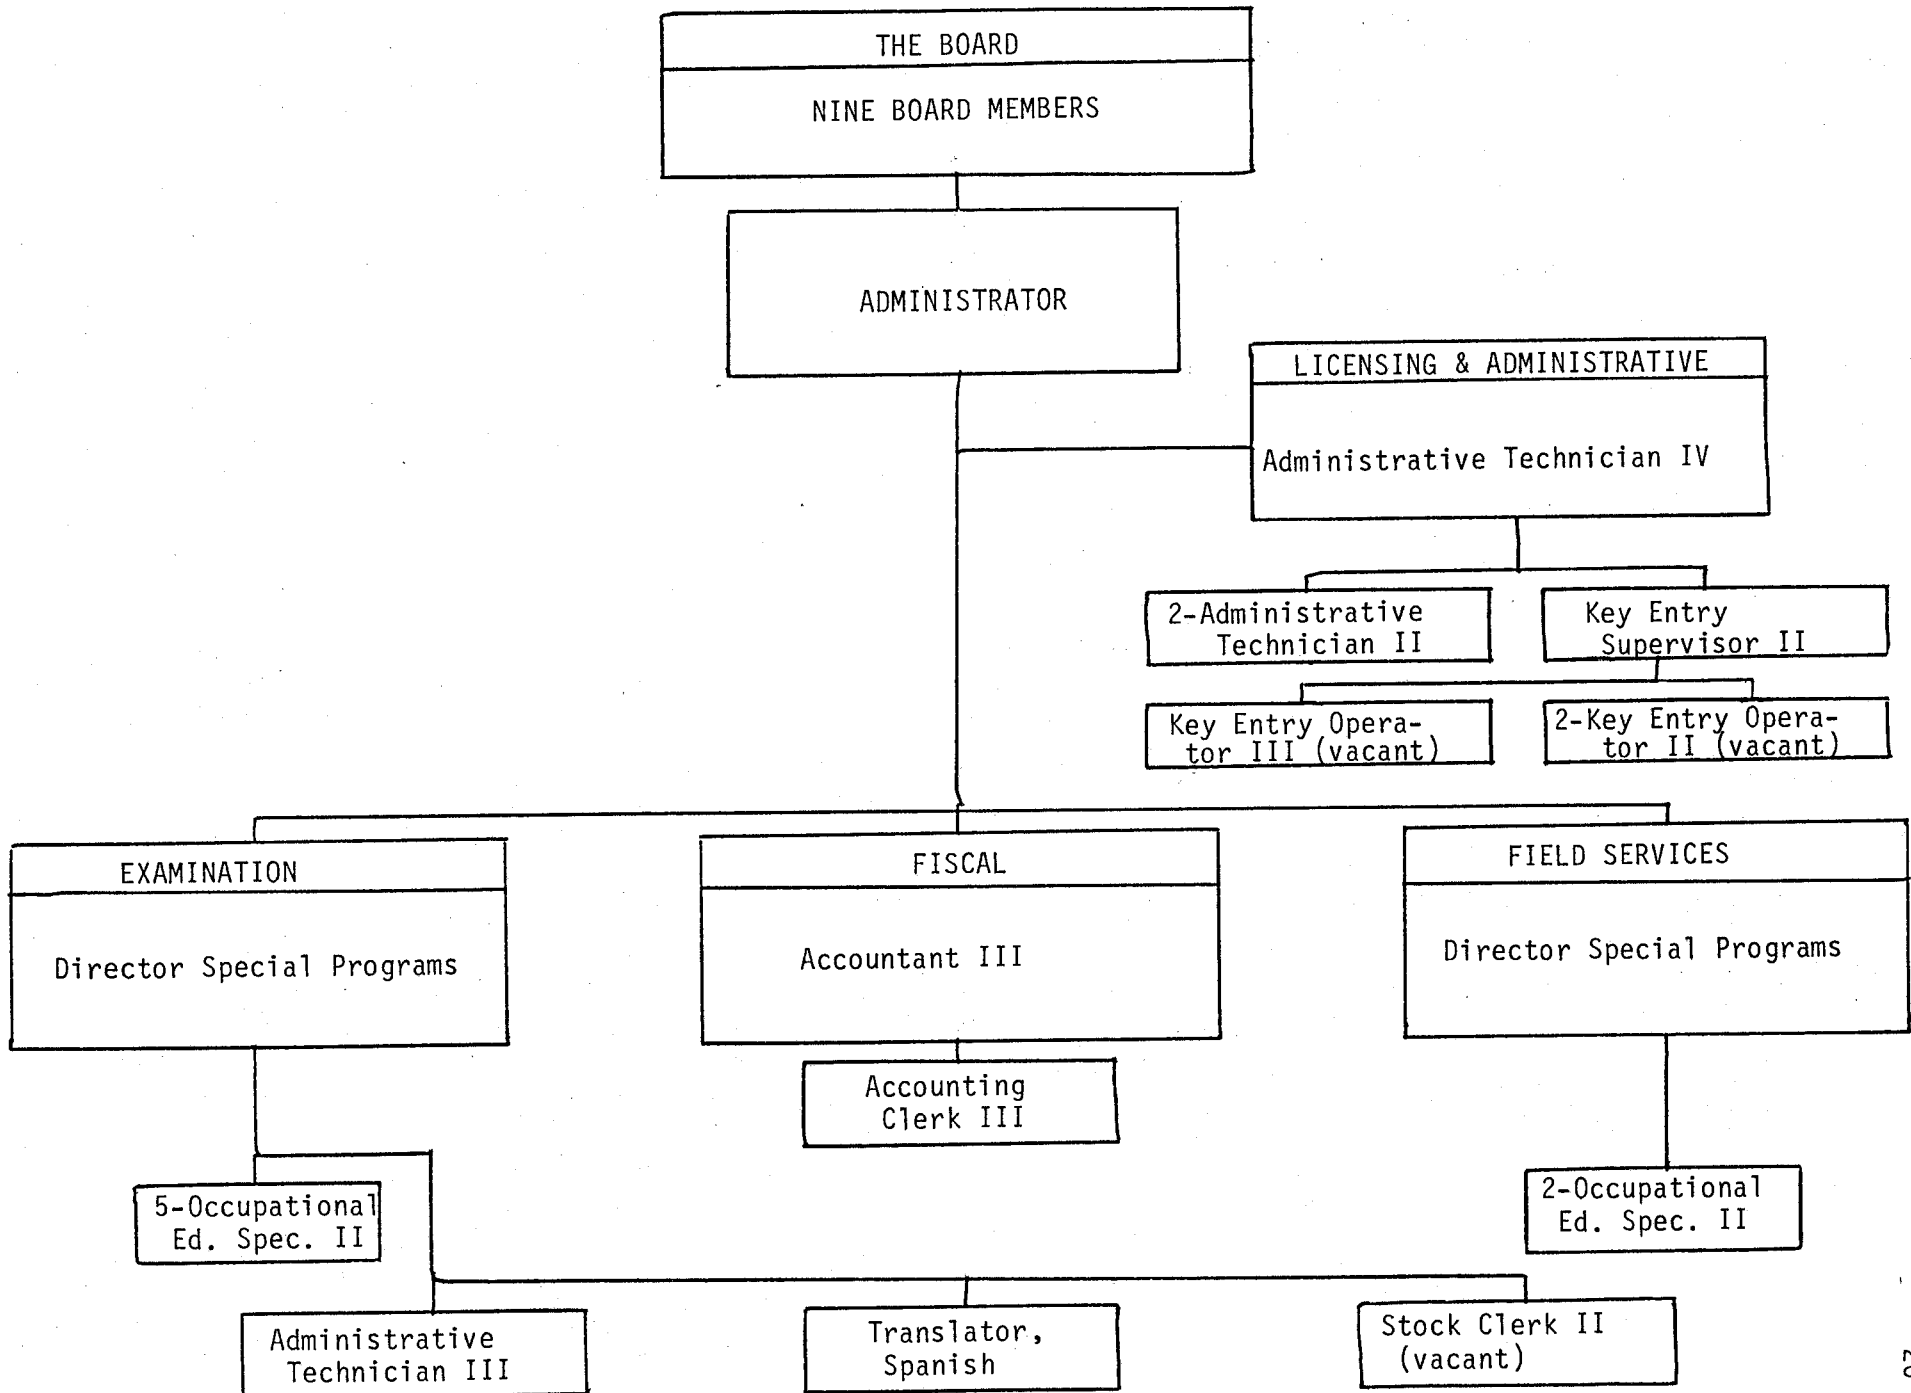 THE BOARD
NINE BOARD MEMBERS
ADMINISTRATOR
LICENSING & ADMINISTRATIVE
Administrative Technician IV
2-Administrative
Technician II
Key Entry
Supervisor II
Key Entry Opera-
tor III (vacant)
2-Key Entry Opera-
tor II (vacant)
EXAMINATION
Director Special Programs
FISCAL
Accountant III
FIELD SERVICES
Director Special Programs
Accounting
Clerk III
5-Occupational
Ed. Spec. II
2-Occupational
Ed. Spec. II
Administrative
Technician III
Translator,
Spanish
Stock Clerk II
(vacant)